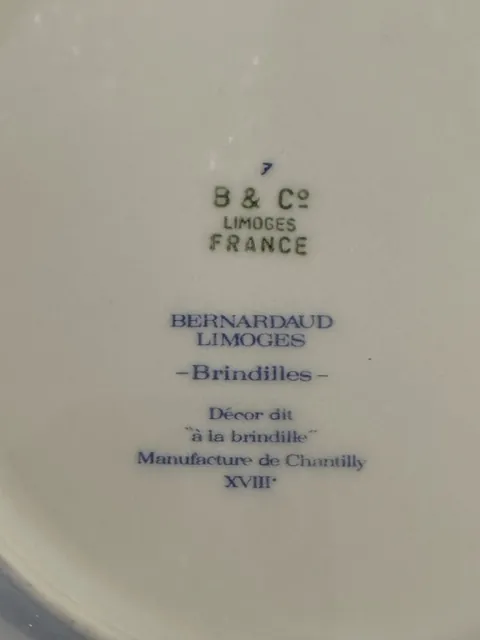 7
B & Cº
LIMOGES
FRANCE
BERNARDAUD
LIMOGES
-Brindilles-
Décor dit
"à la brindille"
Manufacture de Chantilly
XVIIIe